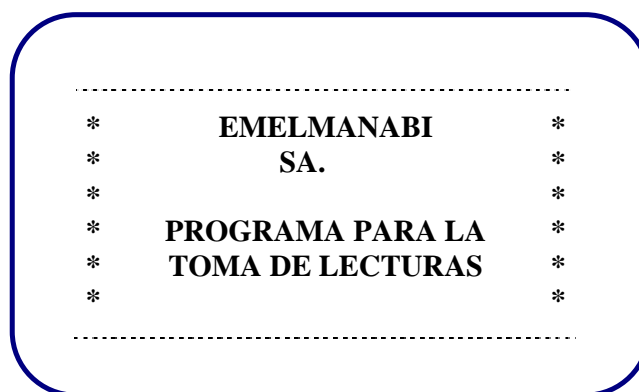 * EMELMANABI *
* SA. *
* *
* PROGRAMA PARA LA *
* TOMA DE LECTURAS *
* *